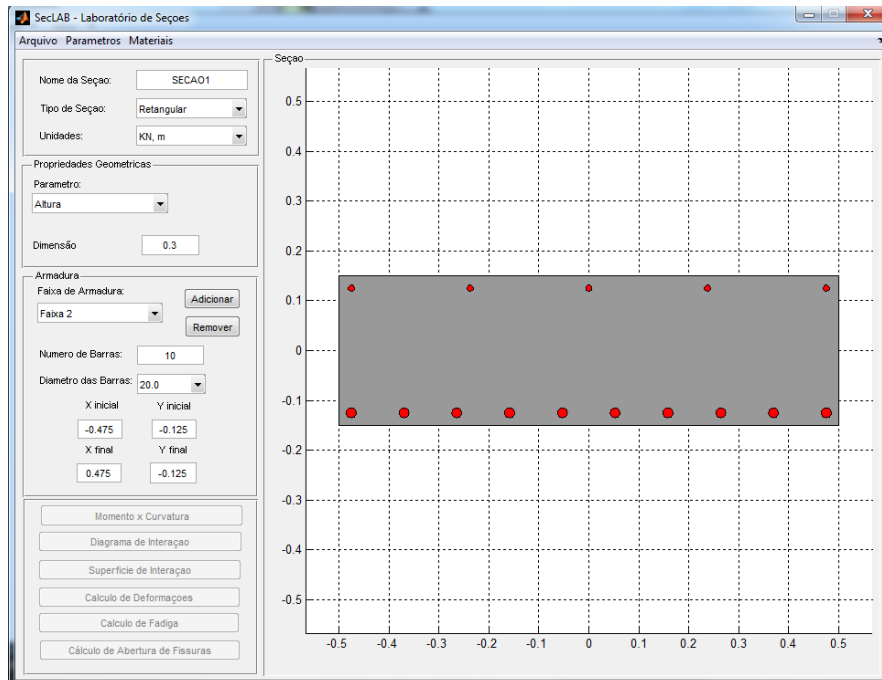 SecLAB - Laboratório de Seçoes
Arquivo Parametros Materiais
Nome da Seçao: SECAO1
Tipo de Seçao: Retangular
Unidades: KN, m
Propriedades Geometricas
Parametro:
Altura
Dimensão 0.3
Armadura
Faixa de Armadura:
Faixa 2
Adicionar
Remover
Numero de Barras: 10
Diametro das Barras: 20.0
X inicial Y inicial
-0.475 -0.125
X final Y final
0.475 -0.125
Momento x Curvatura
Diagrama de Interaçao
Superficie de Interaçao
Calculo de Deformaçoes
Calculo de Fadiga
Cálculo de Abertura de Fissuras
Seçao
0.5
0.4
0.3
0.2
0.1
0
-0.1
-0.2
-0.3
-0.4
-0.5
-0.5 -0.4 -0.3 -0.2 -0.1 0 0.1 0.2 0.3 0.4 0.5